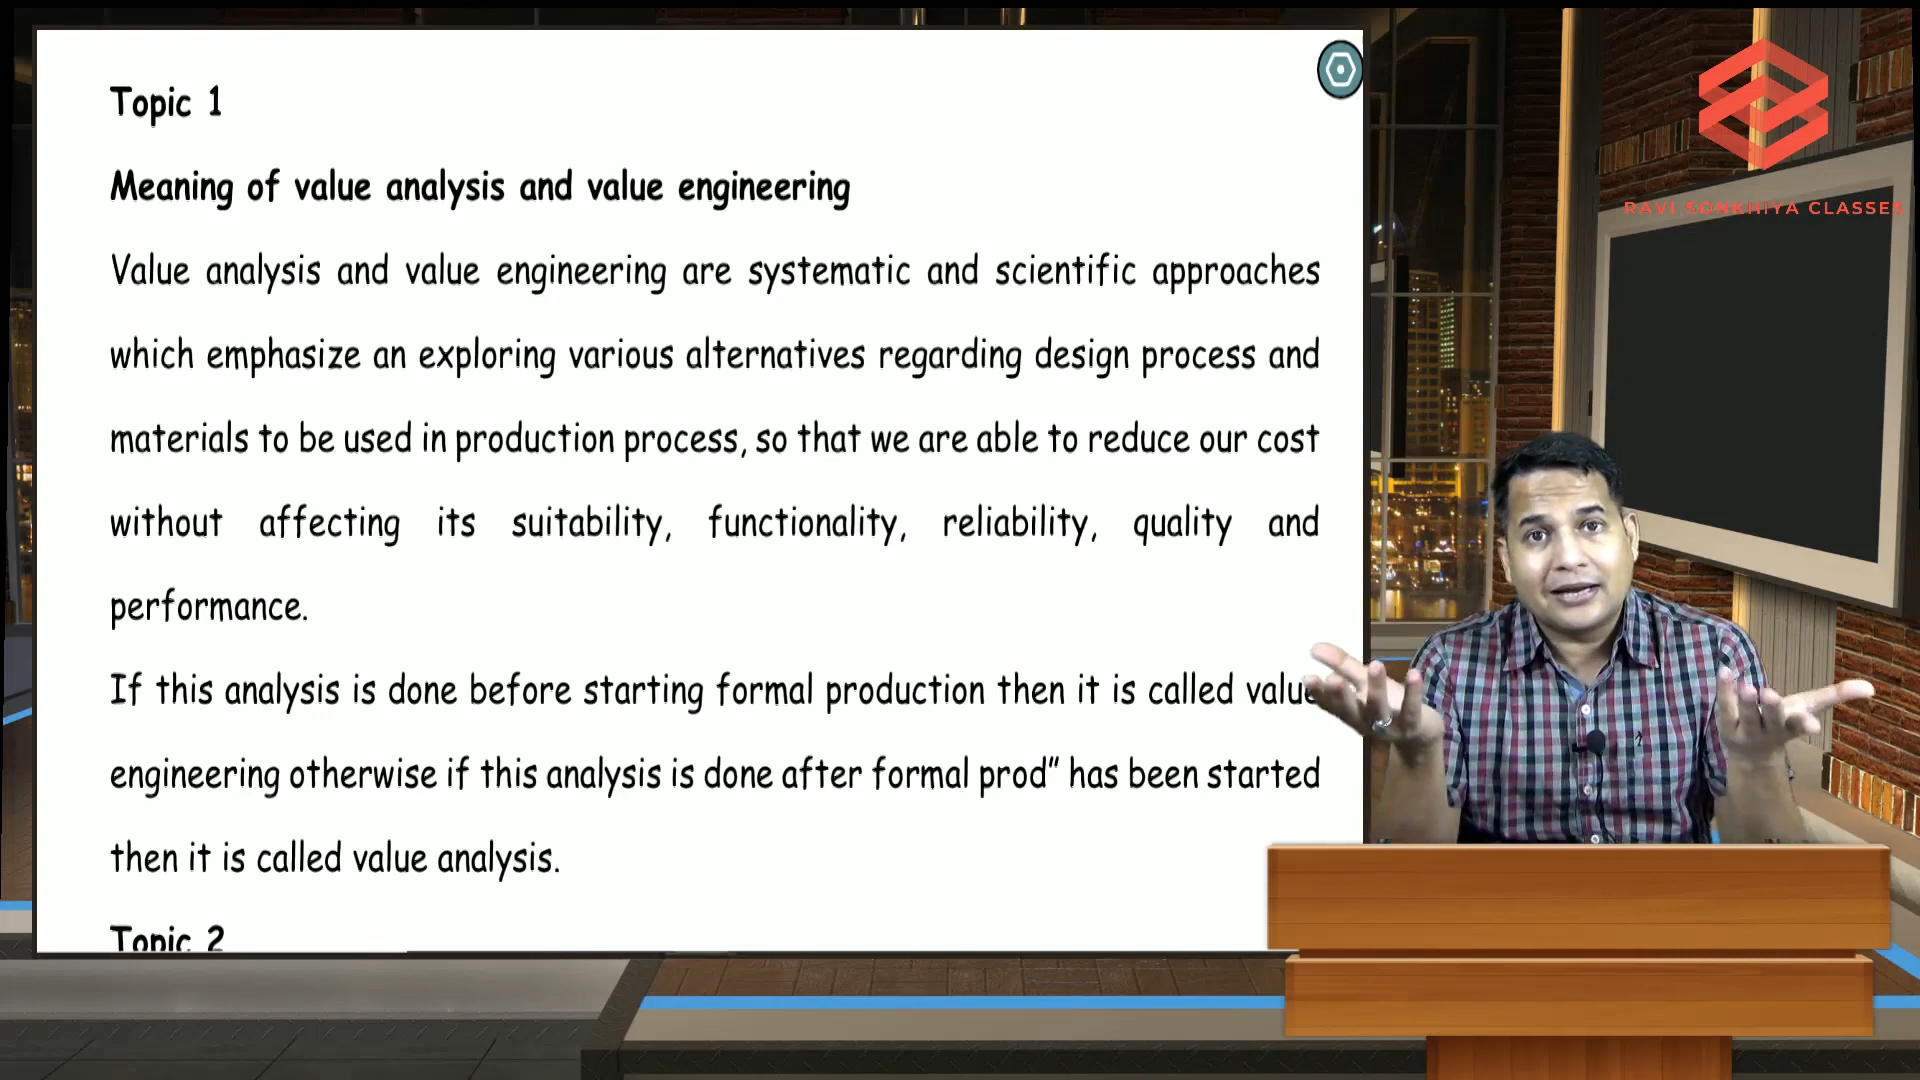 Topic 1
Meaning of value analysis and value engineering
Value analysis and value engineering are systematic and scientific approaches
which emphasize an exploring various alternatives regarding design process and
materials to be used in production process, so that we are able to reduce our cost
without affecting its suitability, functionality, reliability, quality and
performance.
If this analysis is done before starting formal production then it is called value
engineering otherwise if this analysis is done after formal prod” has been started
then it is called value analysis.
Topic 2
RAVI SONKHIYA CLASSES